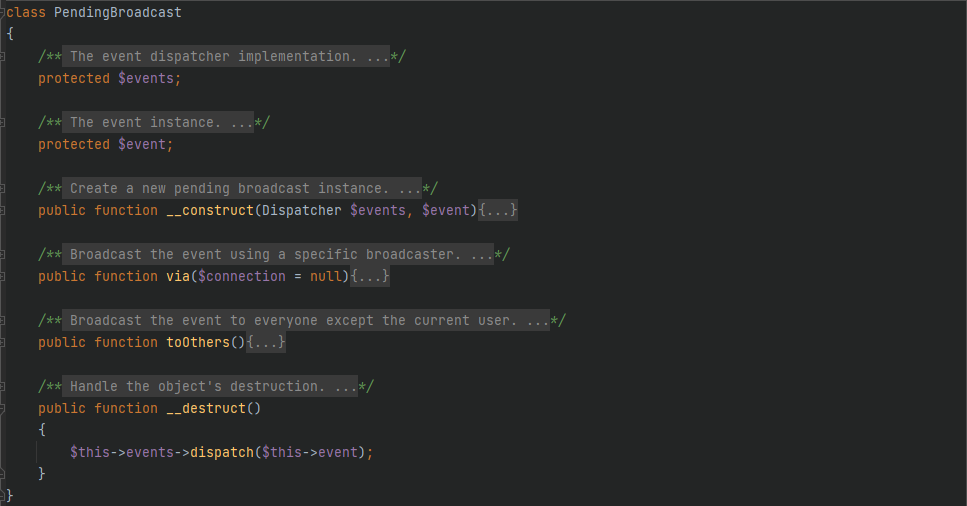 class PendingBroadcast
{
    /** The event dispatcher implementation. ...*/
    protected $events;
    /** The event instance. ...*/
    protected $event;
    /** Create a new pending broadcast instance. ...*/
    public function __construct(Dispatcher $events, $event){...}
    /** Broadcast the event using a specific broadcaster. ...*/
    public function via($connection = null){...}
    /** Broadcast the event to everyone except the current user. ...*/
    public function toOthers(){...}
    /** Handle the object's destruction. ...*/
    public function __destruct()
    {
        $this->events->dispatch($this->event);
    }
}